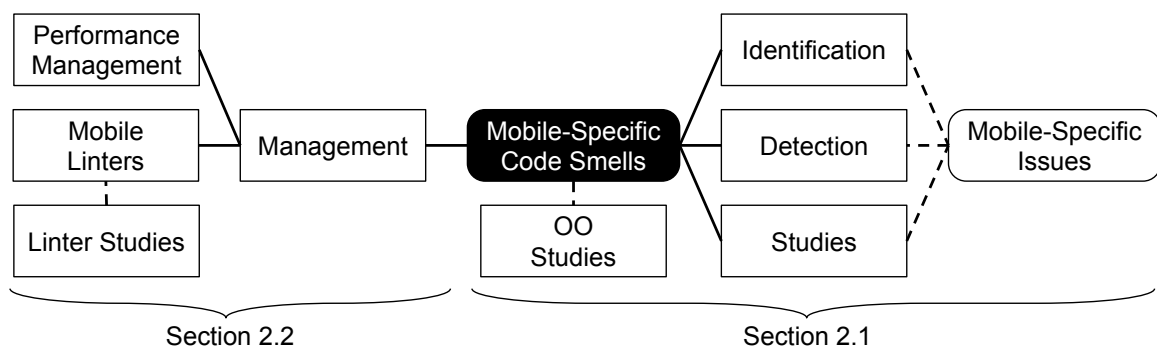 Performance
Management
Mobile
Linters
Linter Studies
Management
Mobile-Specific
Code Smells
OO
Studies
Identification
Detection
Studies
Mobile-Specific
Issues
Section 2.2
Section 2.1